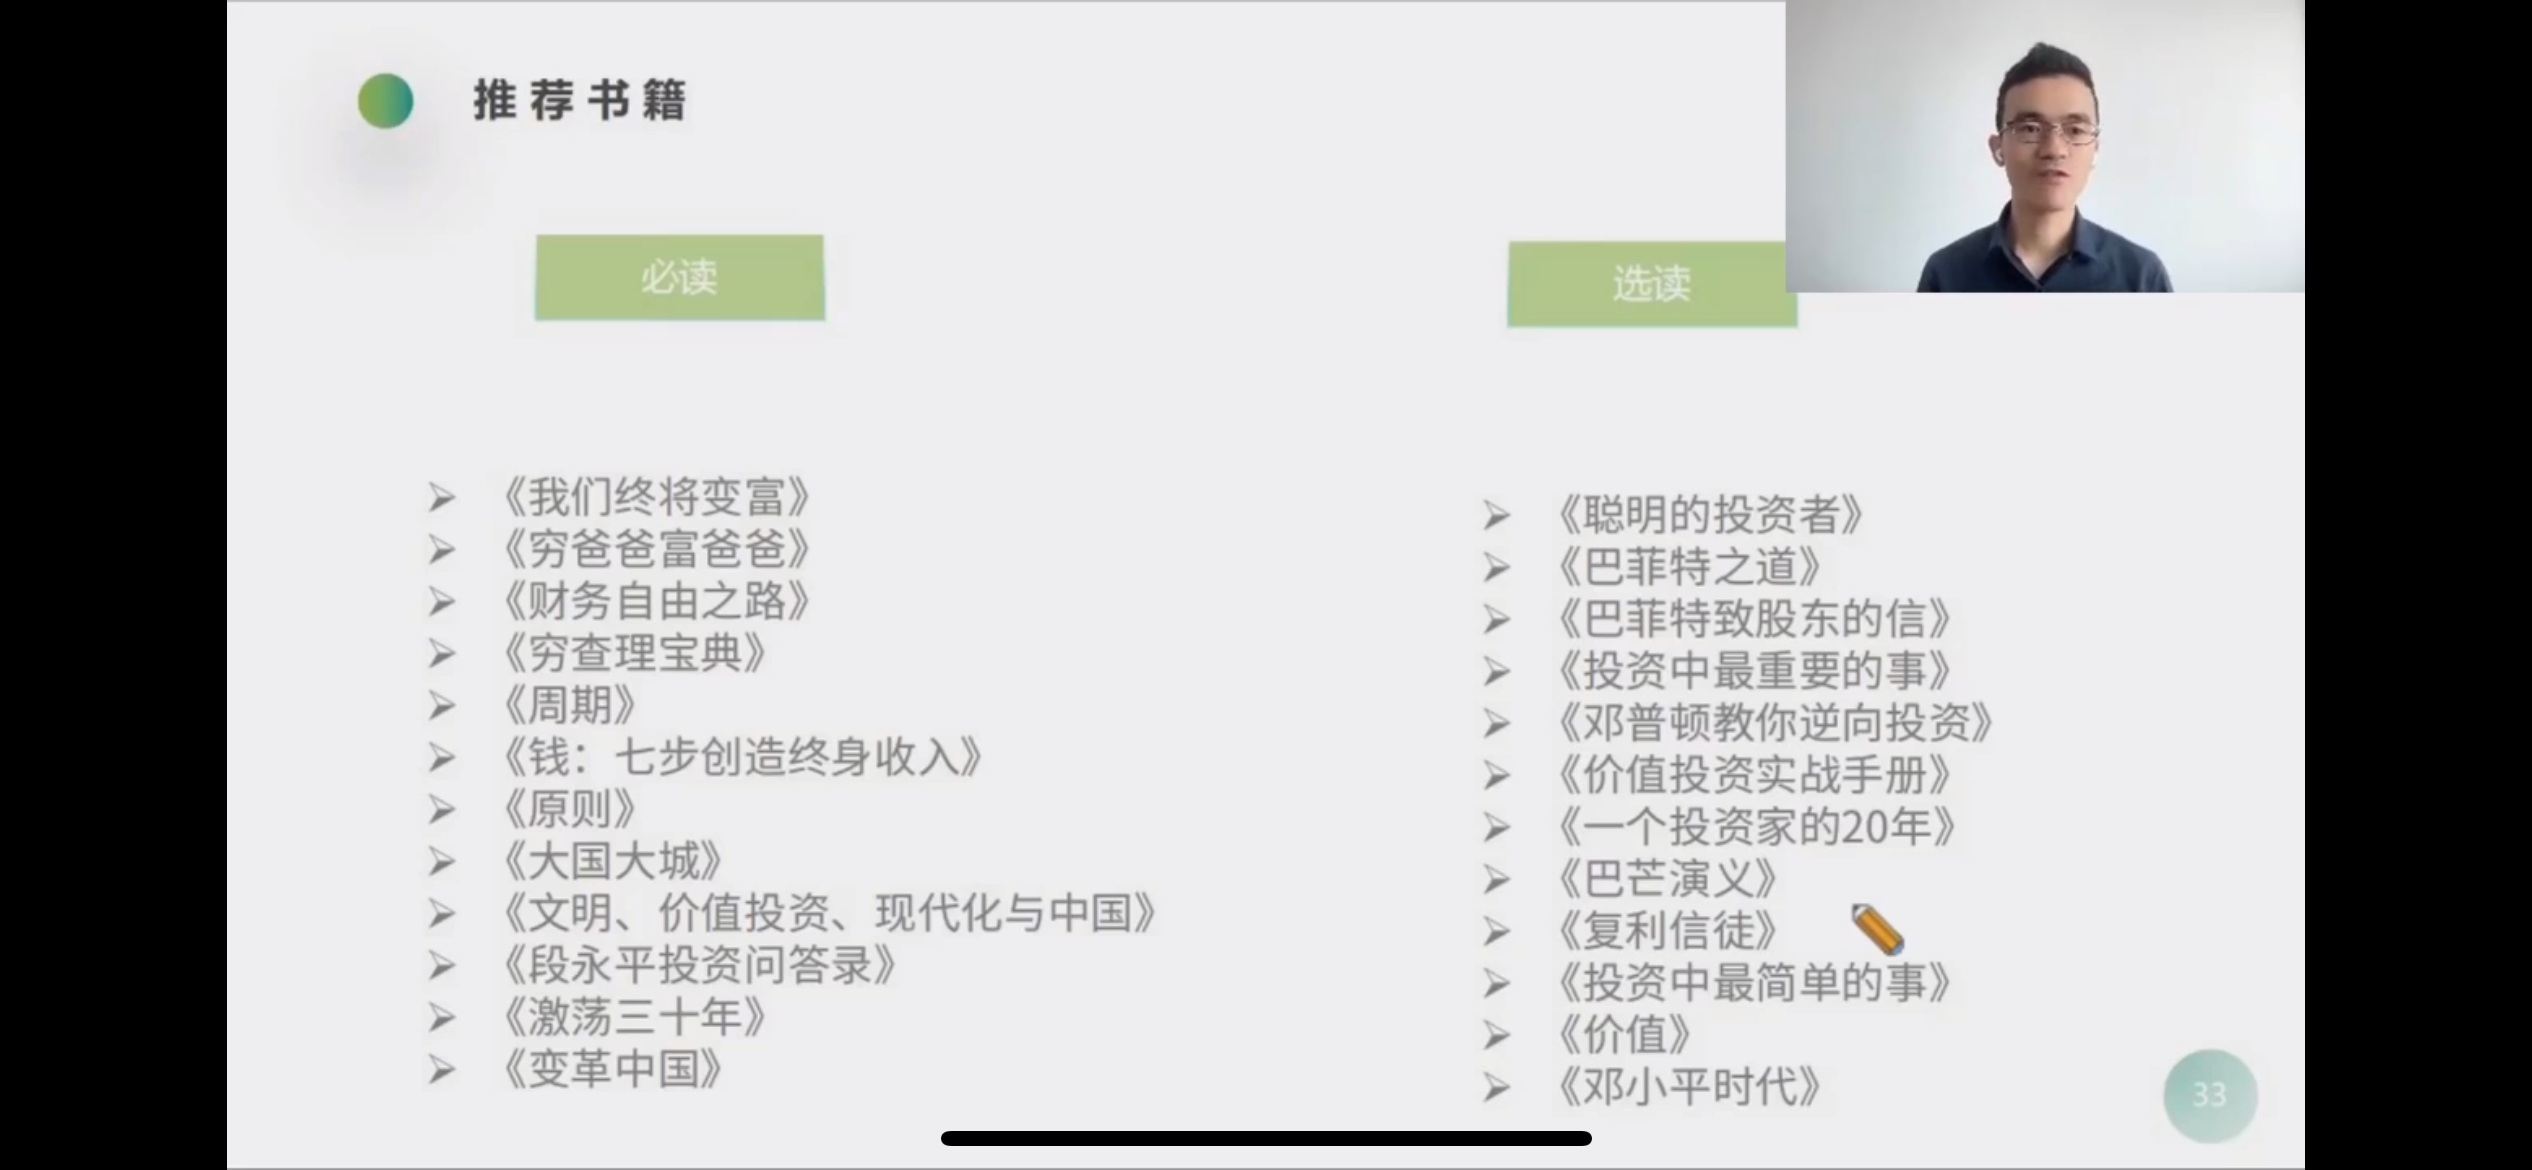 推荐书籍
必读
《我们终将变富》
《穷爸爸富爸爸》
《财务自由之路》
《穷查理宝典》
《周期》
《钱：七步创造终身收入》
《原则》
《大国大城》
《文明、价值投资、现代化与中国》
《段永平投资问答录》
《激荡三十年》
《变革中国》
选读
《聪明的投资者》
《巴菲特之道》
《巴菲特致股东的信》
《投资中最重要的事》
《邓普顿教你逆向投资》
《价值投资实战手册》
《一个投资家的20年》
《巴芒演义》
《复利信徒》
《投资中最简单的事》
《价值》
《邓小平时代》
33